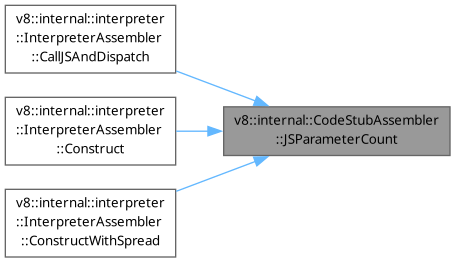 v8::internal::interpreter
::InterpreterAssembler
::CallJSAndDispatch
v8::internal::interpreter
::InterpreterAssembler
::Construct
v8::internal::interpreter
::InterpreterAssembler
::ConstructWithSpread
v8::internal::CodeStubAssembler
::JSParameterCount